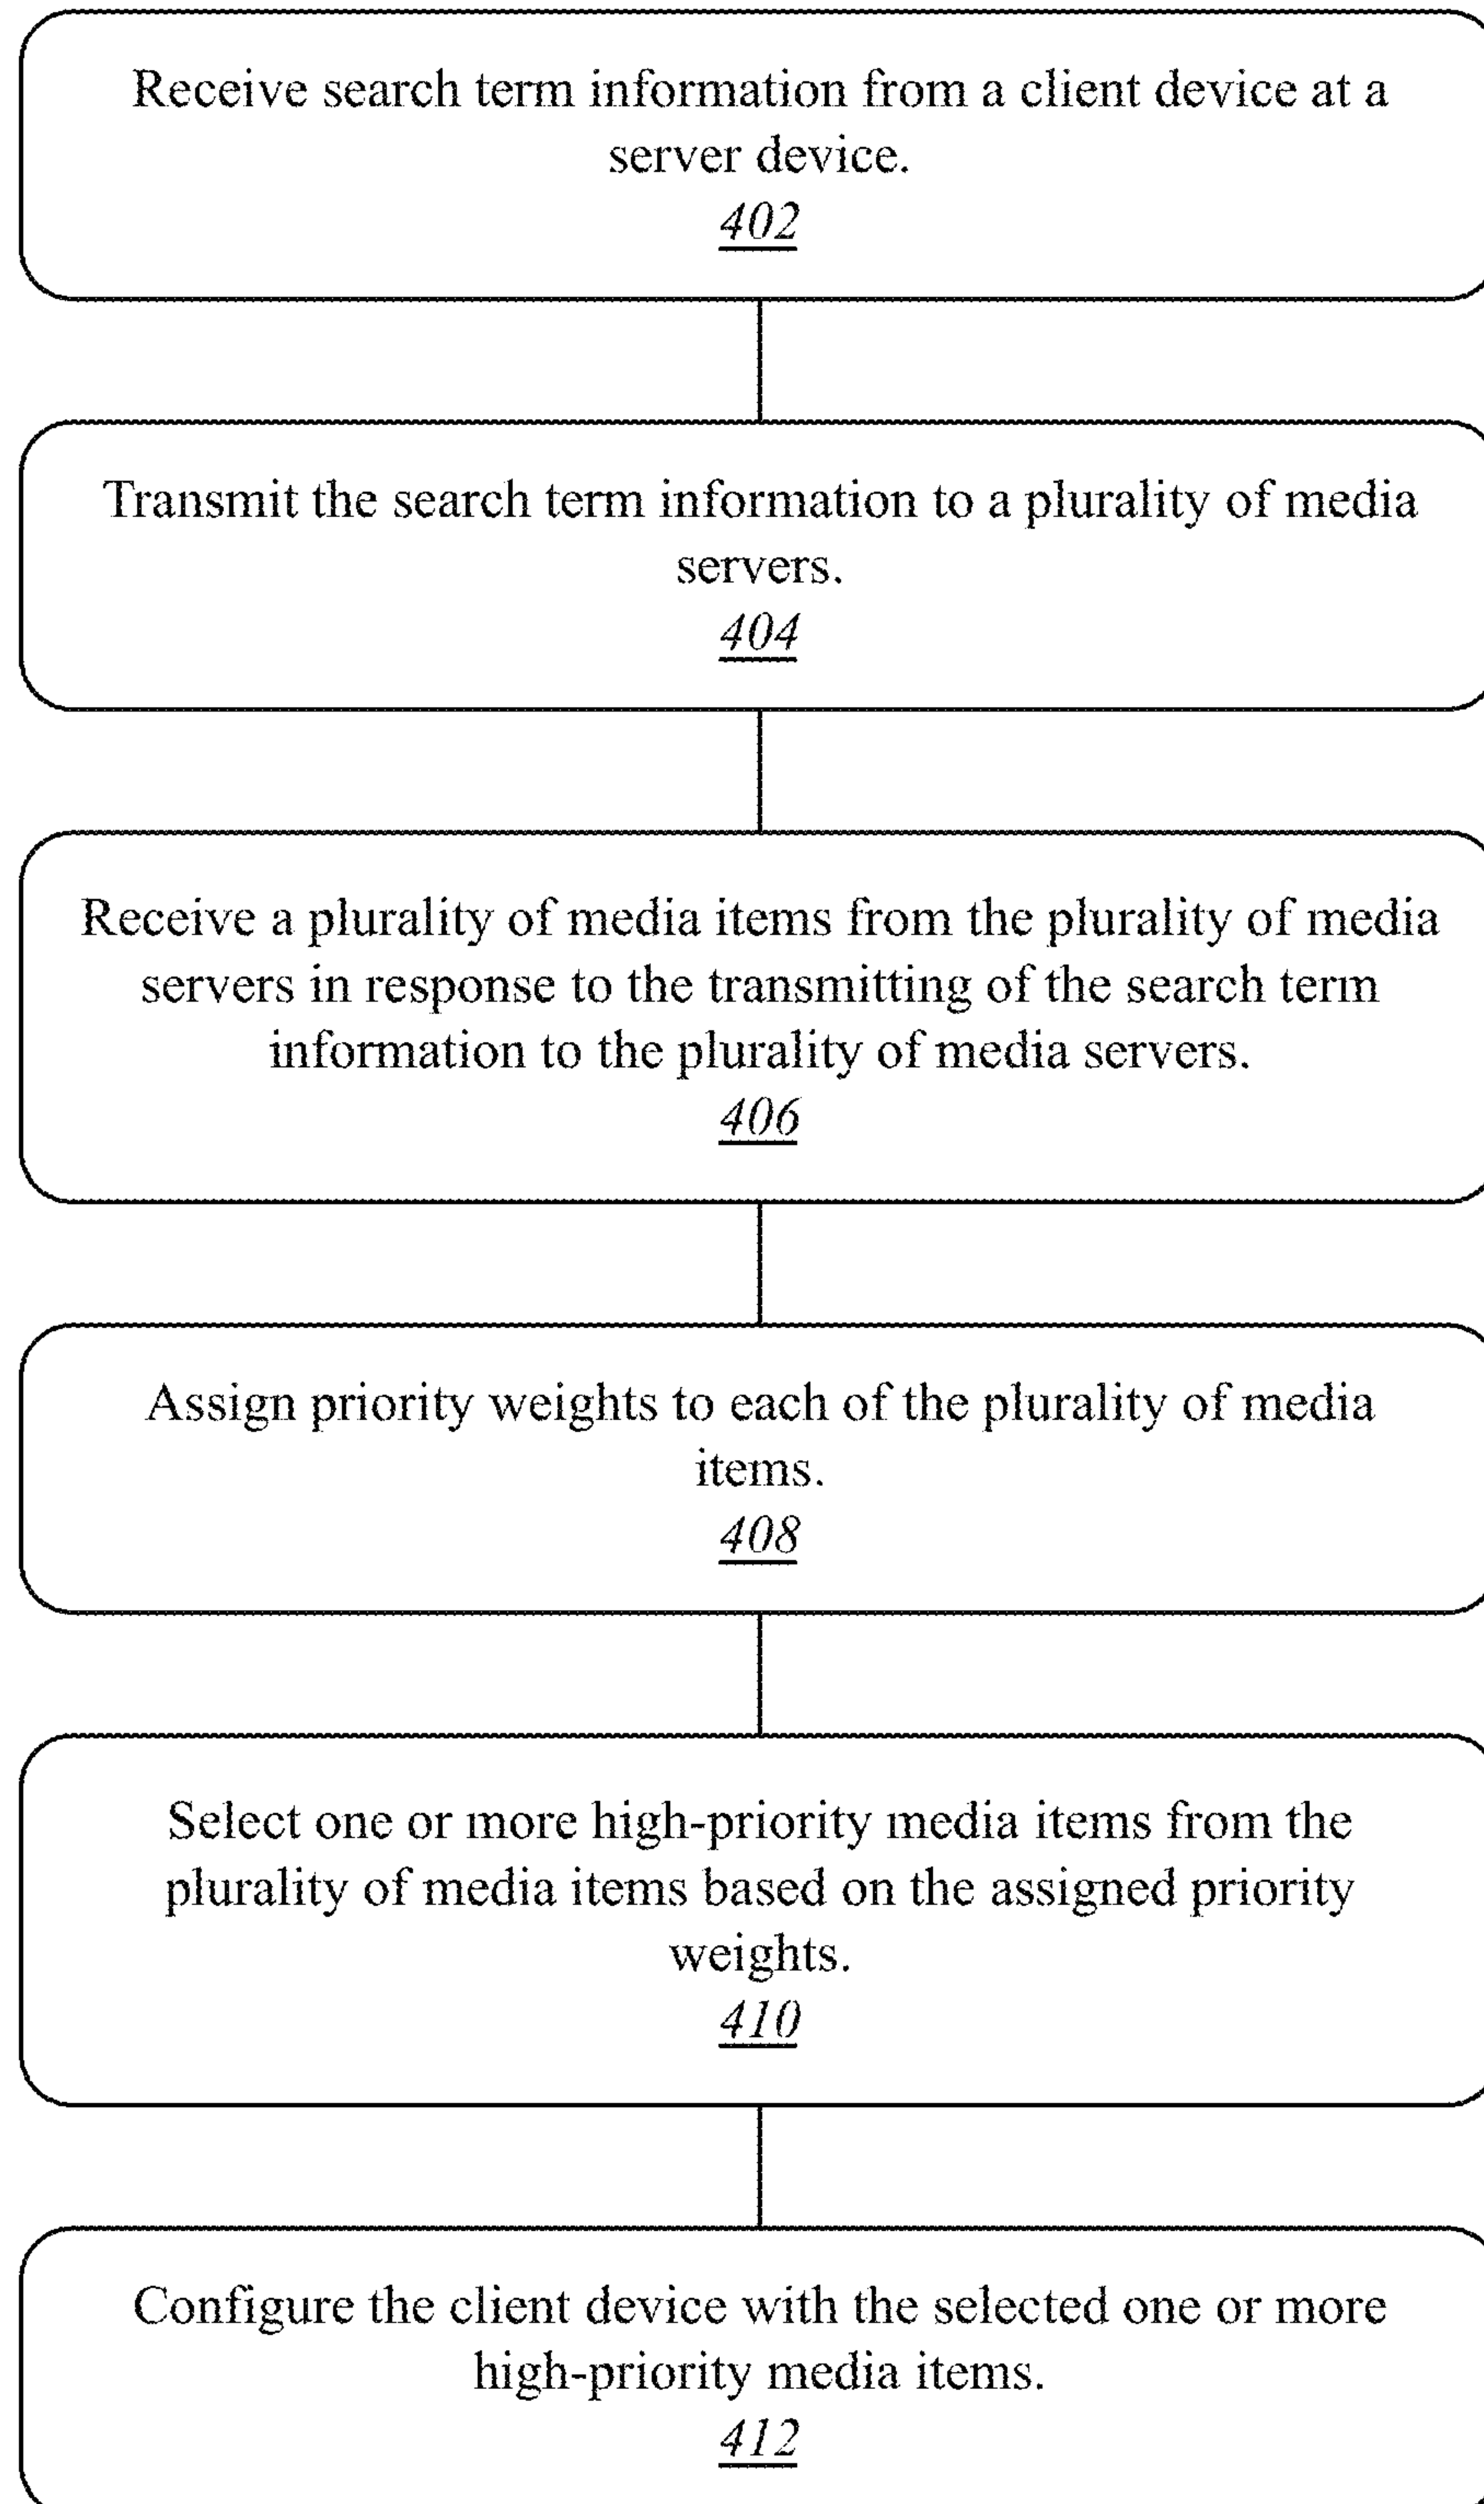 Receive search term information from a client device at a
server device.
402
Transmit the search term information to a plurality of media
servers.
404
Receive a plurality of media items from the plurality of media
servers in response to the transmitting of the search term
information to the plurality of media servers.
406
Assign priority weights to each of the plurality of media
items.
408
Select one or more high-priority media items from the
plurality of media items based on the assigned priority
weights.
410
Configure the client device with the selected one or more
high-priority media items.
412